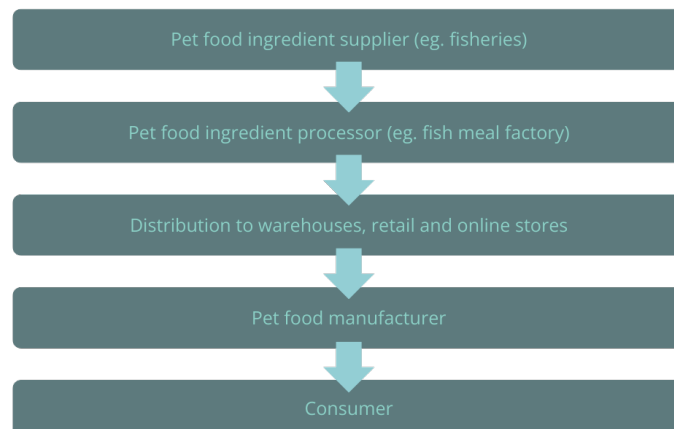 Pet food ingredient supplier (eg. fisheries)
Pet food ingredient processor (eg. fish meal factory)
Distribution to warehouses, retail and online stores
Pet food manufacturer
Consumer